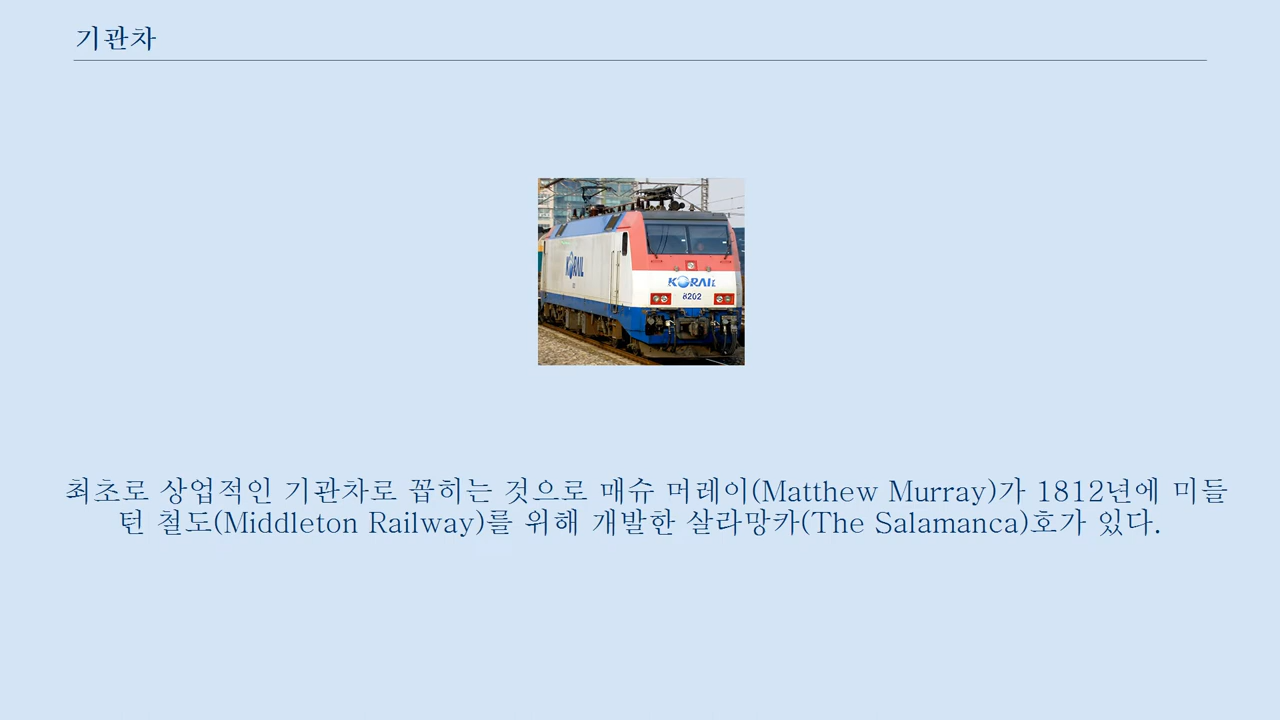 기관차
KORAIL
KORAIL
8202
최초로 상업적인 기관차로 꼽히는 것으로 매슈 머레이(Matthew Murray)가 1812년에 미들
턴 철도(Middleton Railway)를 위해 개발한 살라망카(The Salamanca)호가 있다.